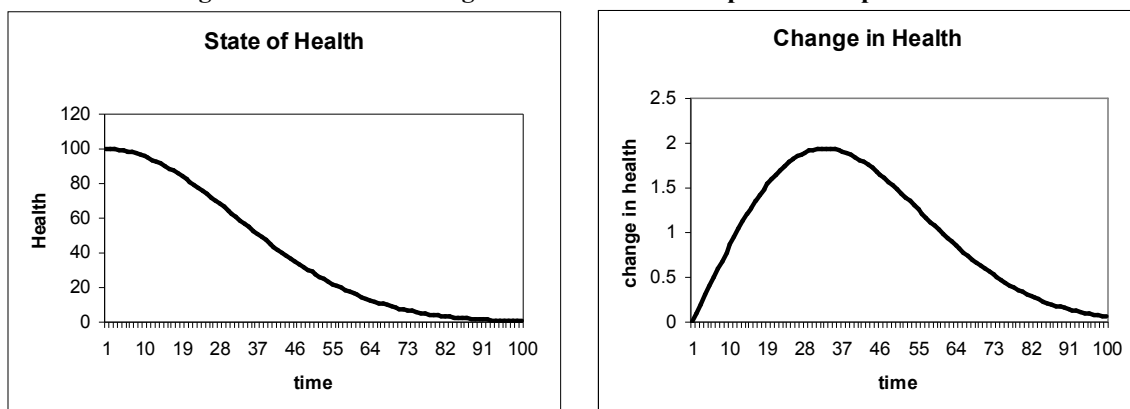 State of Health
120
100
80
60
40
20
0
Health
1 10 19 28 37 46 55 64 73 82 91 100
time
Change in Health
2.5
2
1.5
1
0.5
0
change in health
1 10 19 28 37 46 55 64 73 82 91 100
time